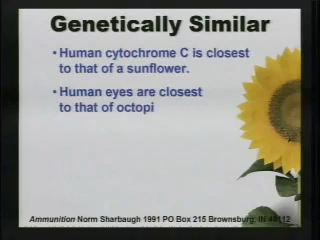 Genetically Similar
• Human cytochrome C is closest
to that of a sunflower.
• Human eyes are closest
to that of octopi
Ammunition Norm Sharbaugh 1991 PO Box 215 Brownsburg, IN 46112